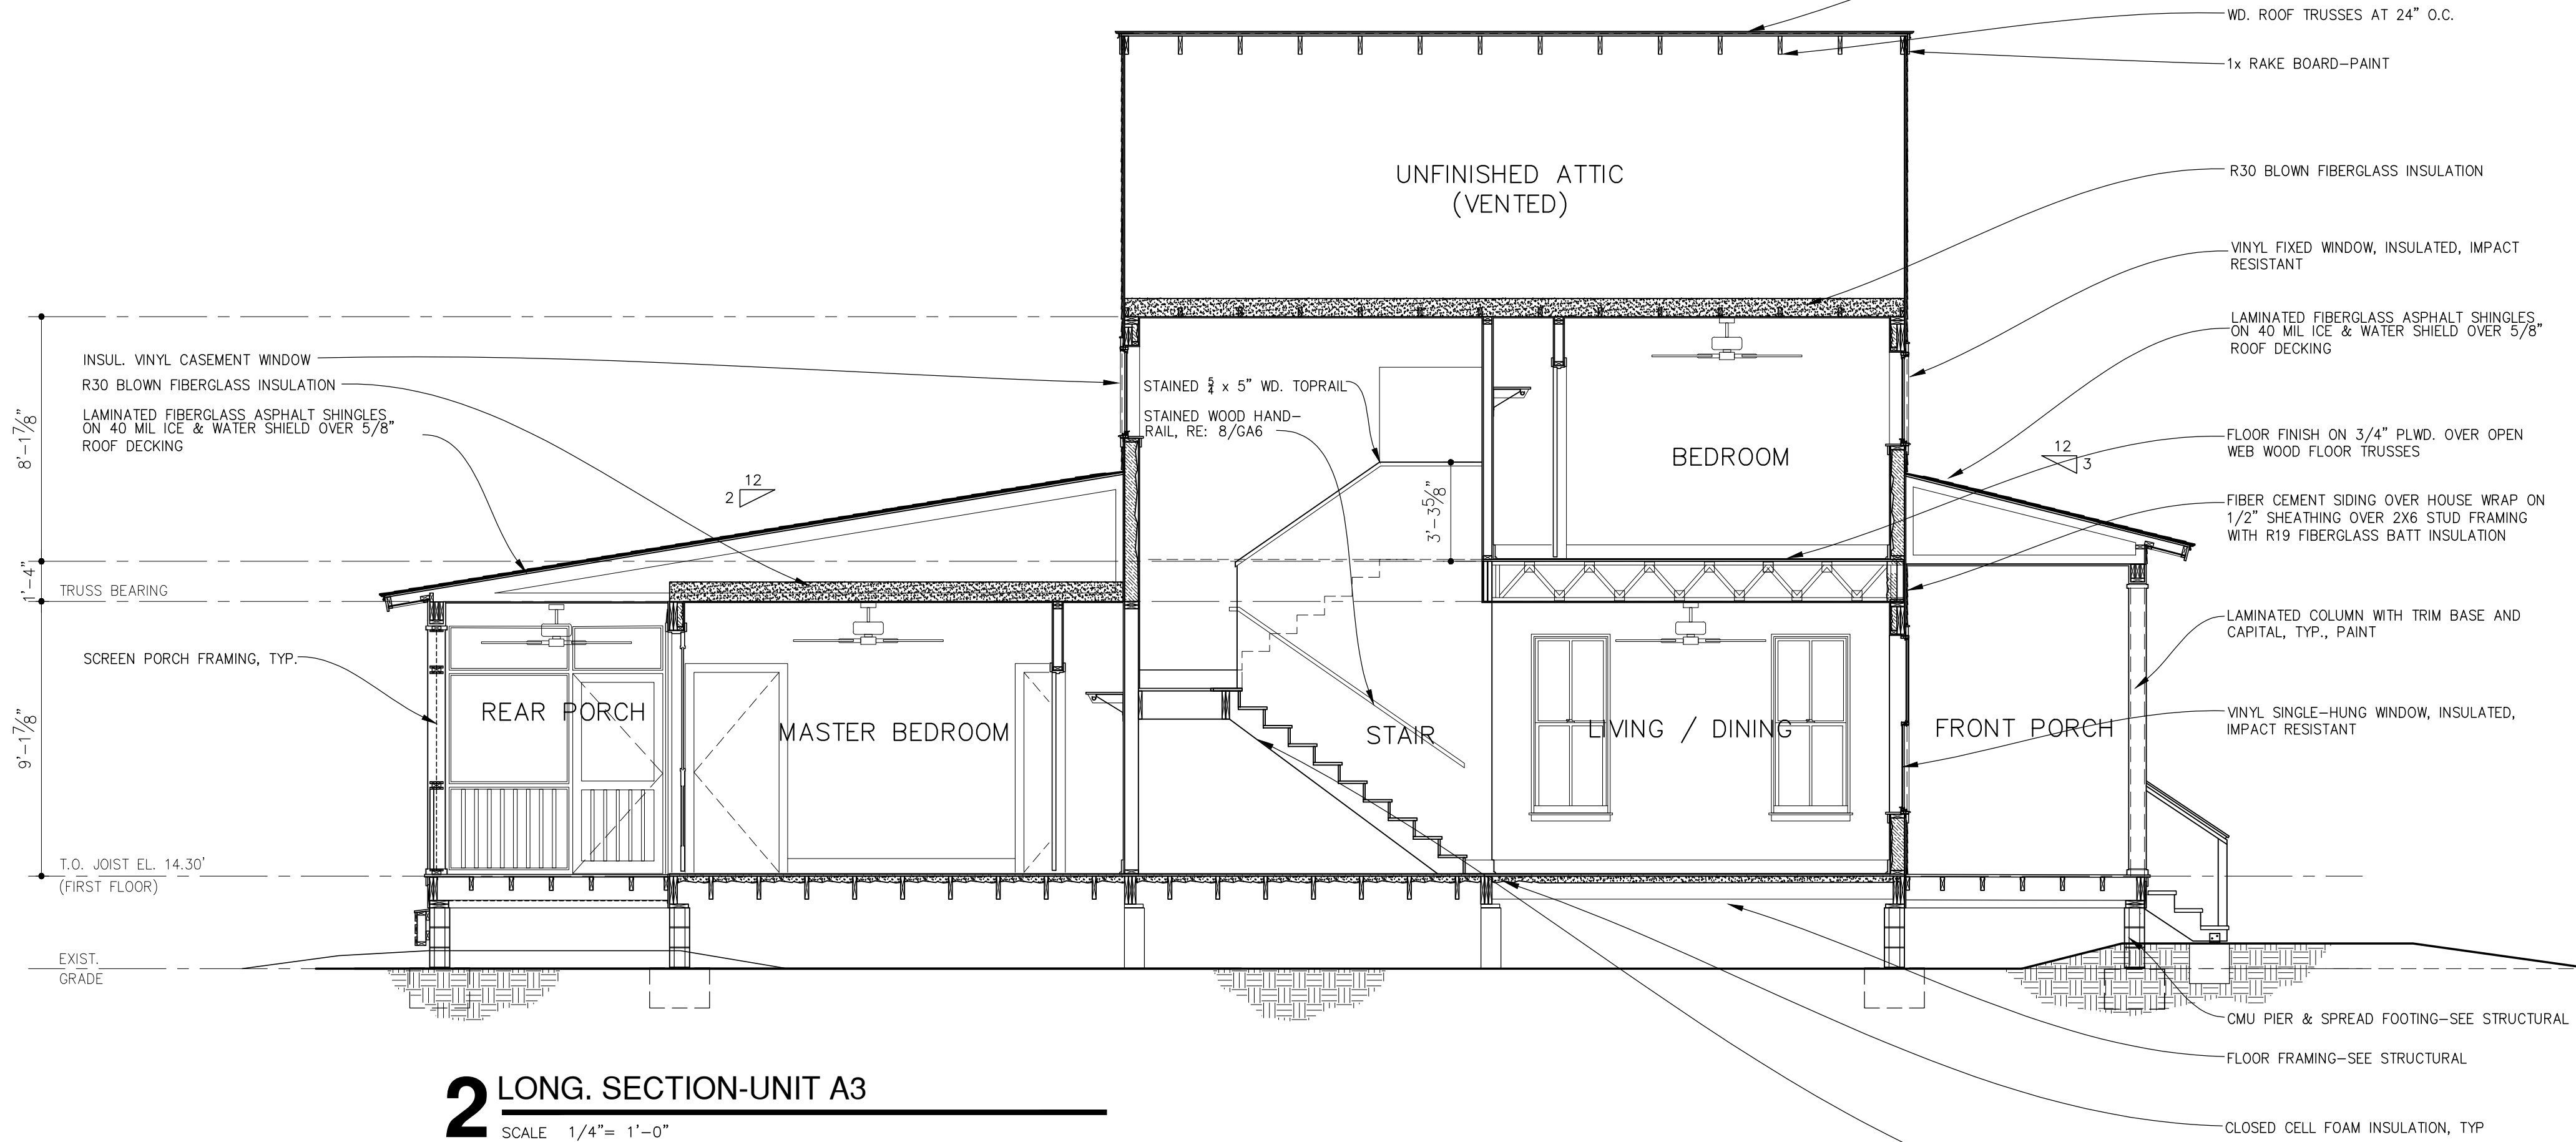 WD. ROOF TRUSSES AT 24" O.C.
1x RAKE BOARD-PAINT
UNFINISHED ATTIC
(VENTED)
R30 BLOWN FIBERGLASS INSULATION
VINYL FIXED WINDOW, INSULATED, IMPACT
RESISTANT
LAMINATED FIBERGLASS ASPHALT SHINGLES
ON 40 MIL ICE & WATER SHIELD OVER 5/8"
ROOF DECKING
INSUL. VINYL CASEMENT WINDOW
R30 BLOWN FIBERGLASS INSULATION
LAMINATED FIBERGLASS ASPHALT SHINGLES
ON 40 MIL ICE & WATER SHIELD OVER 5/8"
ROOF DECKING
8'-1 7/8"
STAINED 5/4 x 5" WD. TOPRAIL
STAINED WOOD HAND-
RAIL, RE: 8/GA6
BEDROOM
FLOOR FINISH ON 3/4" PLWD. OVER OPEN
WEB WOOD FLOOR TRUSSES
12
3
12
2
3'-3 5/8"
FIBER CEMENT SIDING OVER HOUSE WRAP ON
1/2" SHEATHING OVER 2X6 STUD FRAMING
WITH R19 FIBERGLASS BATT INSULATION
1'-4"
TRUSS BEARING
LAMINATED COLUMN WITH TRIM BASE AND
CAPITAL, TYP., PAINT
SCREEN PORCH FRAMING, TYP.
9'-1 7/8"
REAR PORCH
MASTER BEDROOM
STAIR
LIVING / DINING
FRONT PORCH
VINYL SINGLE-HUNG WINDOW, INSULATED,
IMPACT RESISTANT
T.O. JOIST EL. 14.30'
(FIRST FLOOR)
EXIST.
GRADE
CMU PIER & SPREAD FOOTING-SEE STRUCTURAL
FLOOR FRAMING-SEE STRUCTURAL
CLOSED CELL FOAM INSULATION, TYP
2 LONG. SECTION-UNIT A3
SCALE 1/4"= 1'-0"